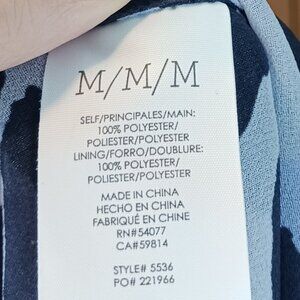 M/M/M
SELF/PRINCIPALES/MAIN:
100% POLYESTER/
POLIESTER/POLYESTER
LINING/FORRO/DOUBLURE:
100% POLYESTER/
POLIESTER/POLYESTER
MADE IN CHINA
HECHO EN CHINA
FABRIQUÉ EN CHINE
RN#54077
CA#59814
STYLE# 5536
PO# 221966